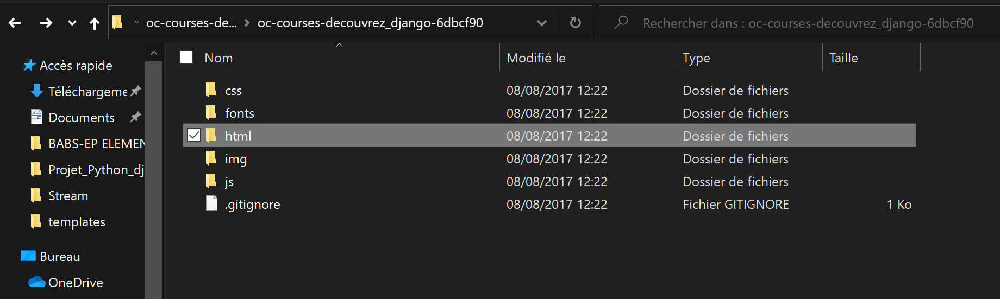 « oc-courses-de... > oc-courses-decouvrez_django-6dbcf90
Rechercher dans : oc-courses-decouvrez_django-6dbcf90
Accès rapide
Téléchargeme
Documents
BABS-EP ELEMEN
Projet_Python_dj
Stream
templates
Bureau
OneDrive
Nom Modifié le Type Taille
css 08/08/2017 12:22 Dossier de fichiers
fonts 08/08/2017 12:22 Dossier de fichiers
html 08/08/2017 12:22 Dossier de fichiers
img 08/08/2017 12:22 Dossier de fichiers
js 08/08/2017 12:22 Dossier de fichiers
.gitignore 08/08/2017 12:22 Fichier GITIGNORE 1 Ko